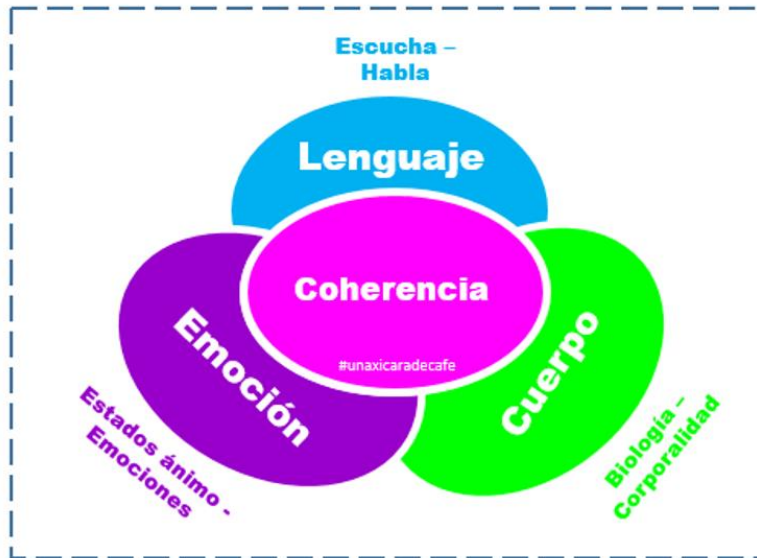 Escucha –
Habla
Lenguaje
Coherencia
#unaxicaradecafe
Emoción
Cuerpo
Estados ánimo -
Emociones
Biología –
Corporalidad